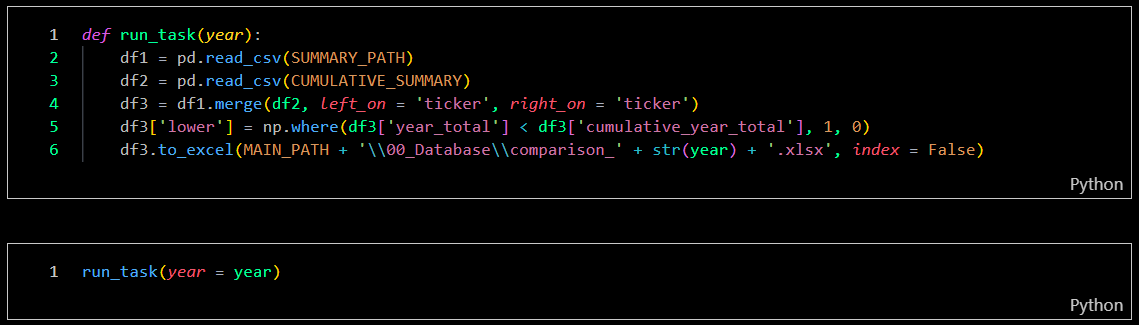 1 def run_task(year):
2 df1 = pd.read_csv(SUMMARY_PATH)
3 df2 = pd.read_csv(CUMULATIVE_SUMMARY)
4 df3 = df1.merge(df2, left_on = 'ticker', right_on = 'ticker')
5 df3['lower'] = np.where(df3['year_total'] < df3['cumulative_year_total'], 1, 0)
6 df3.to_excel(MAIN_PATH + '\\00_Database\\comparison_' + str(year) + '.xlsx', index = False)
Python
1 run_task(year = year)
Python